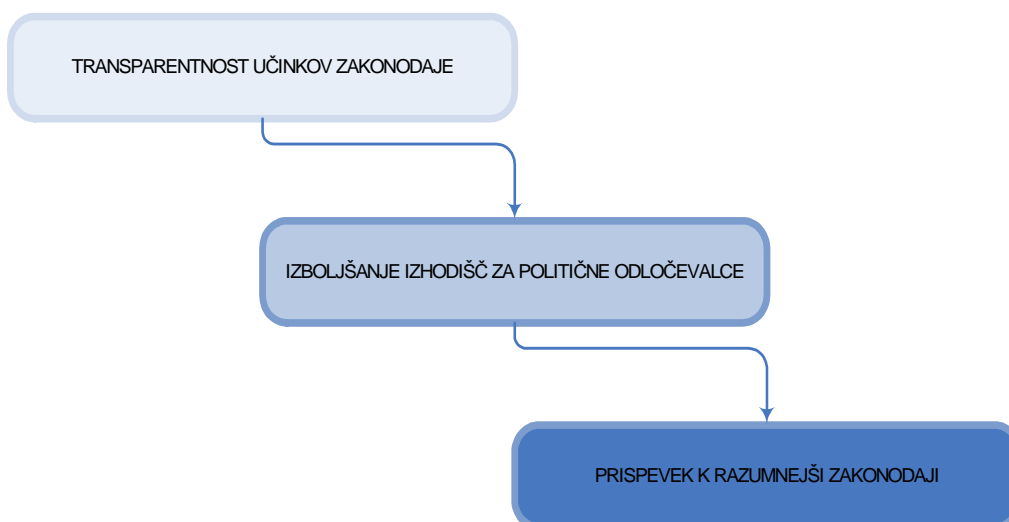 TRANSPARENTNOST UČINKOV ZAKONODAJE
IZBOLJŠANJE IZHODIŠČ ZA POLITIČNE ODLOČEVALCE
PRISPEVEK K RAZUMNEJŠI ZAKONODAJI